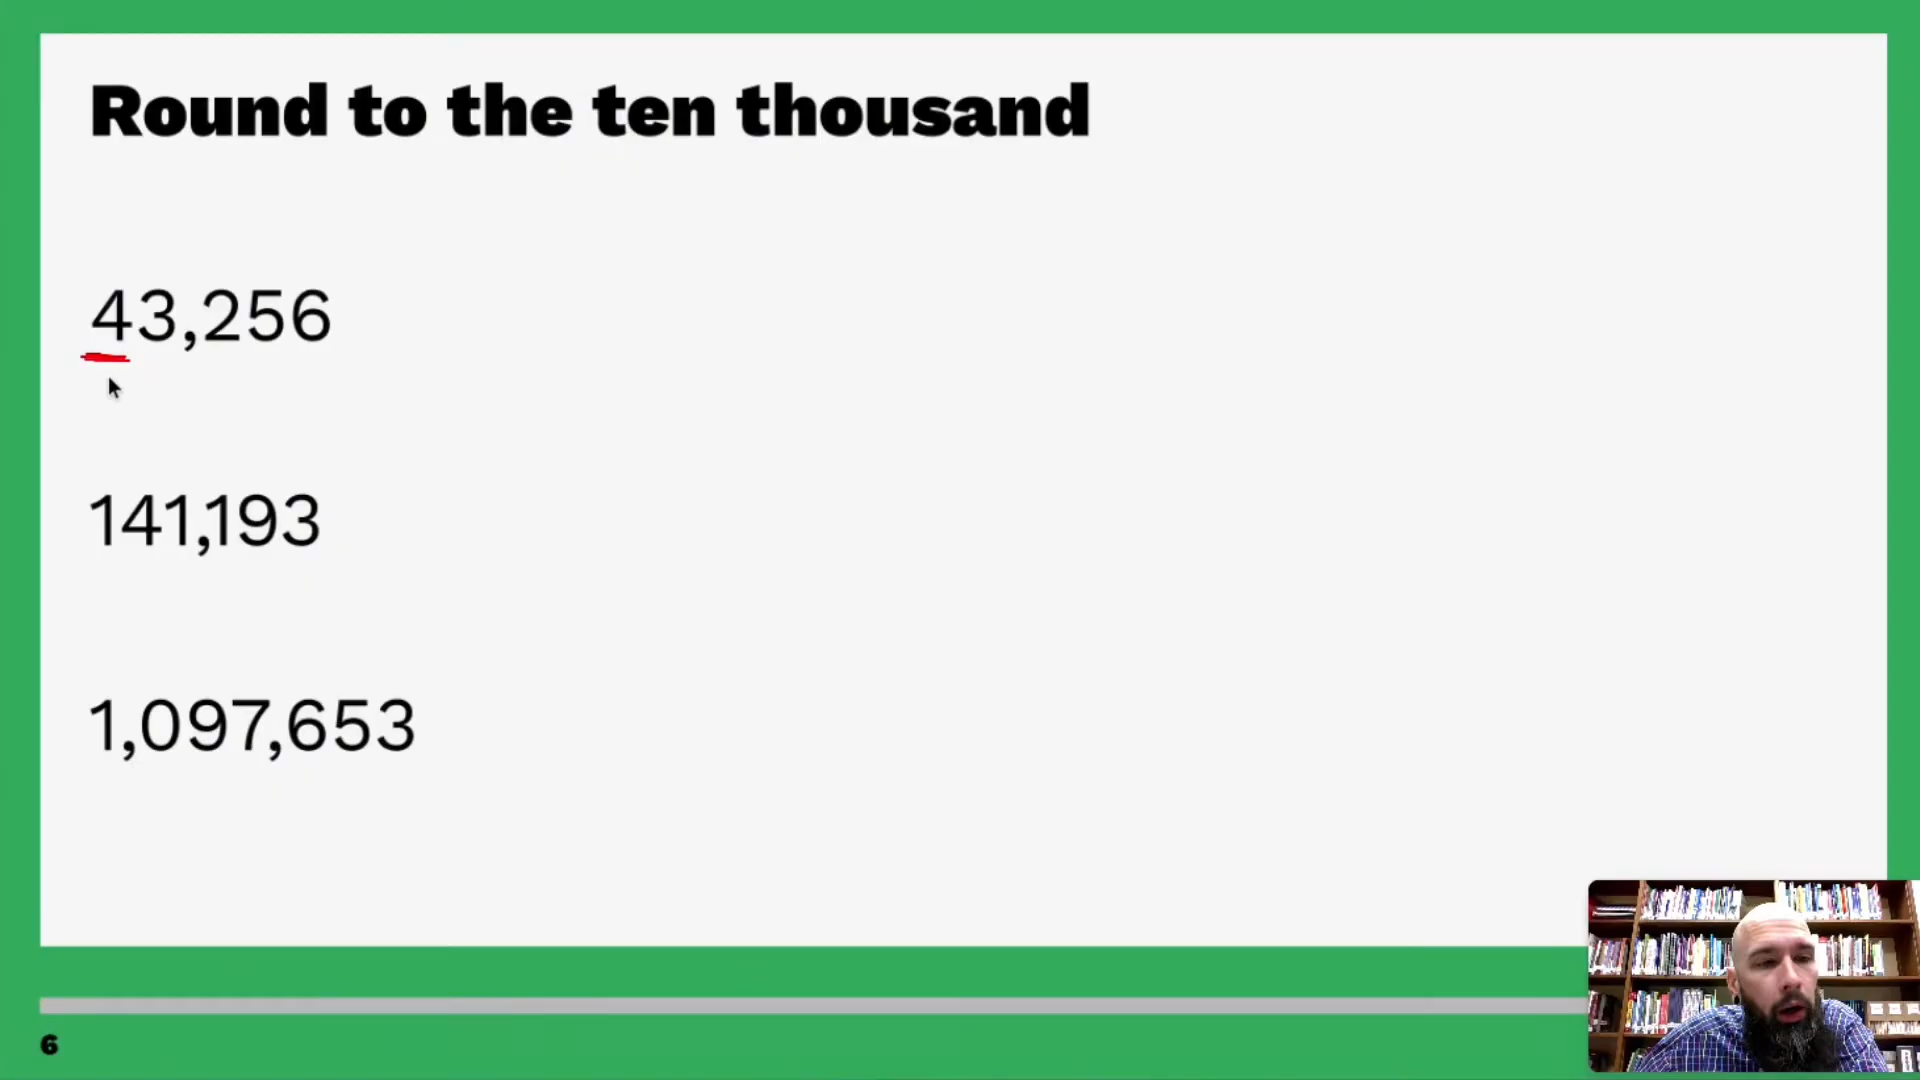 Round to the ten thousand
43,256
141,193
1,097,653
6